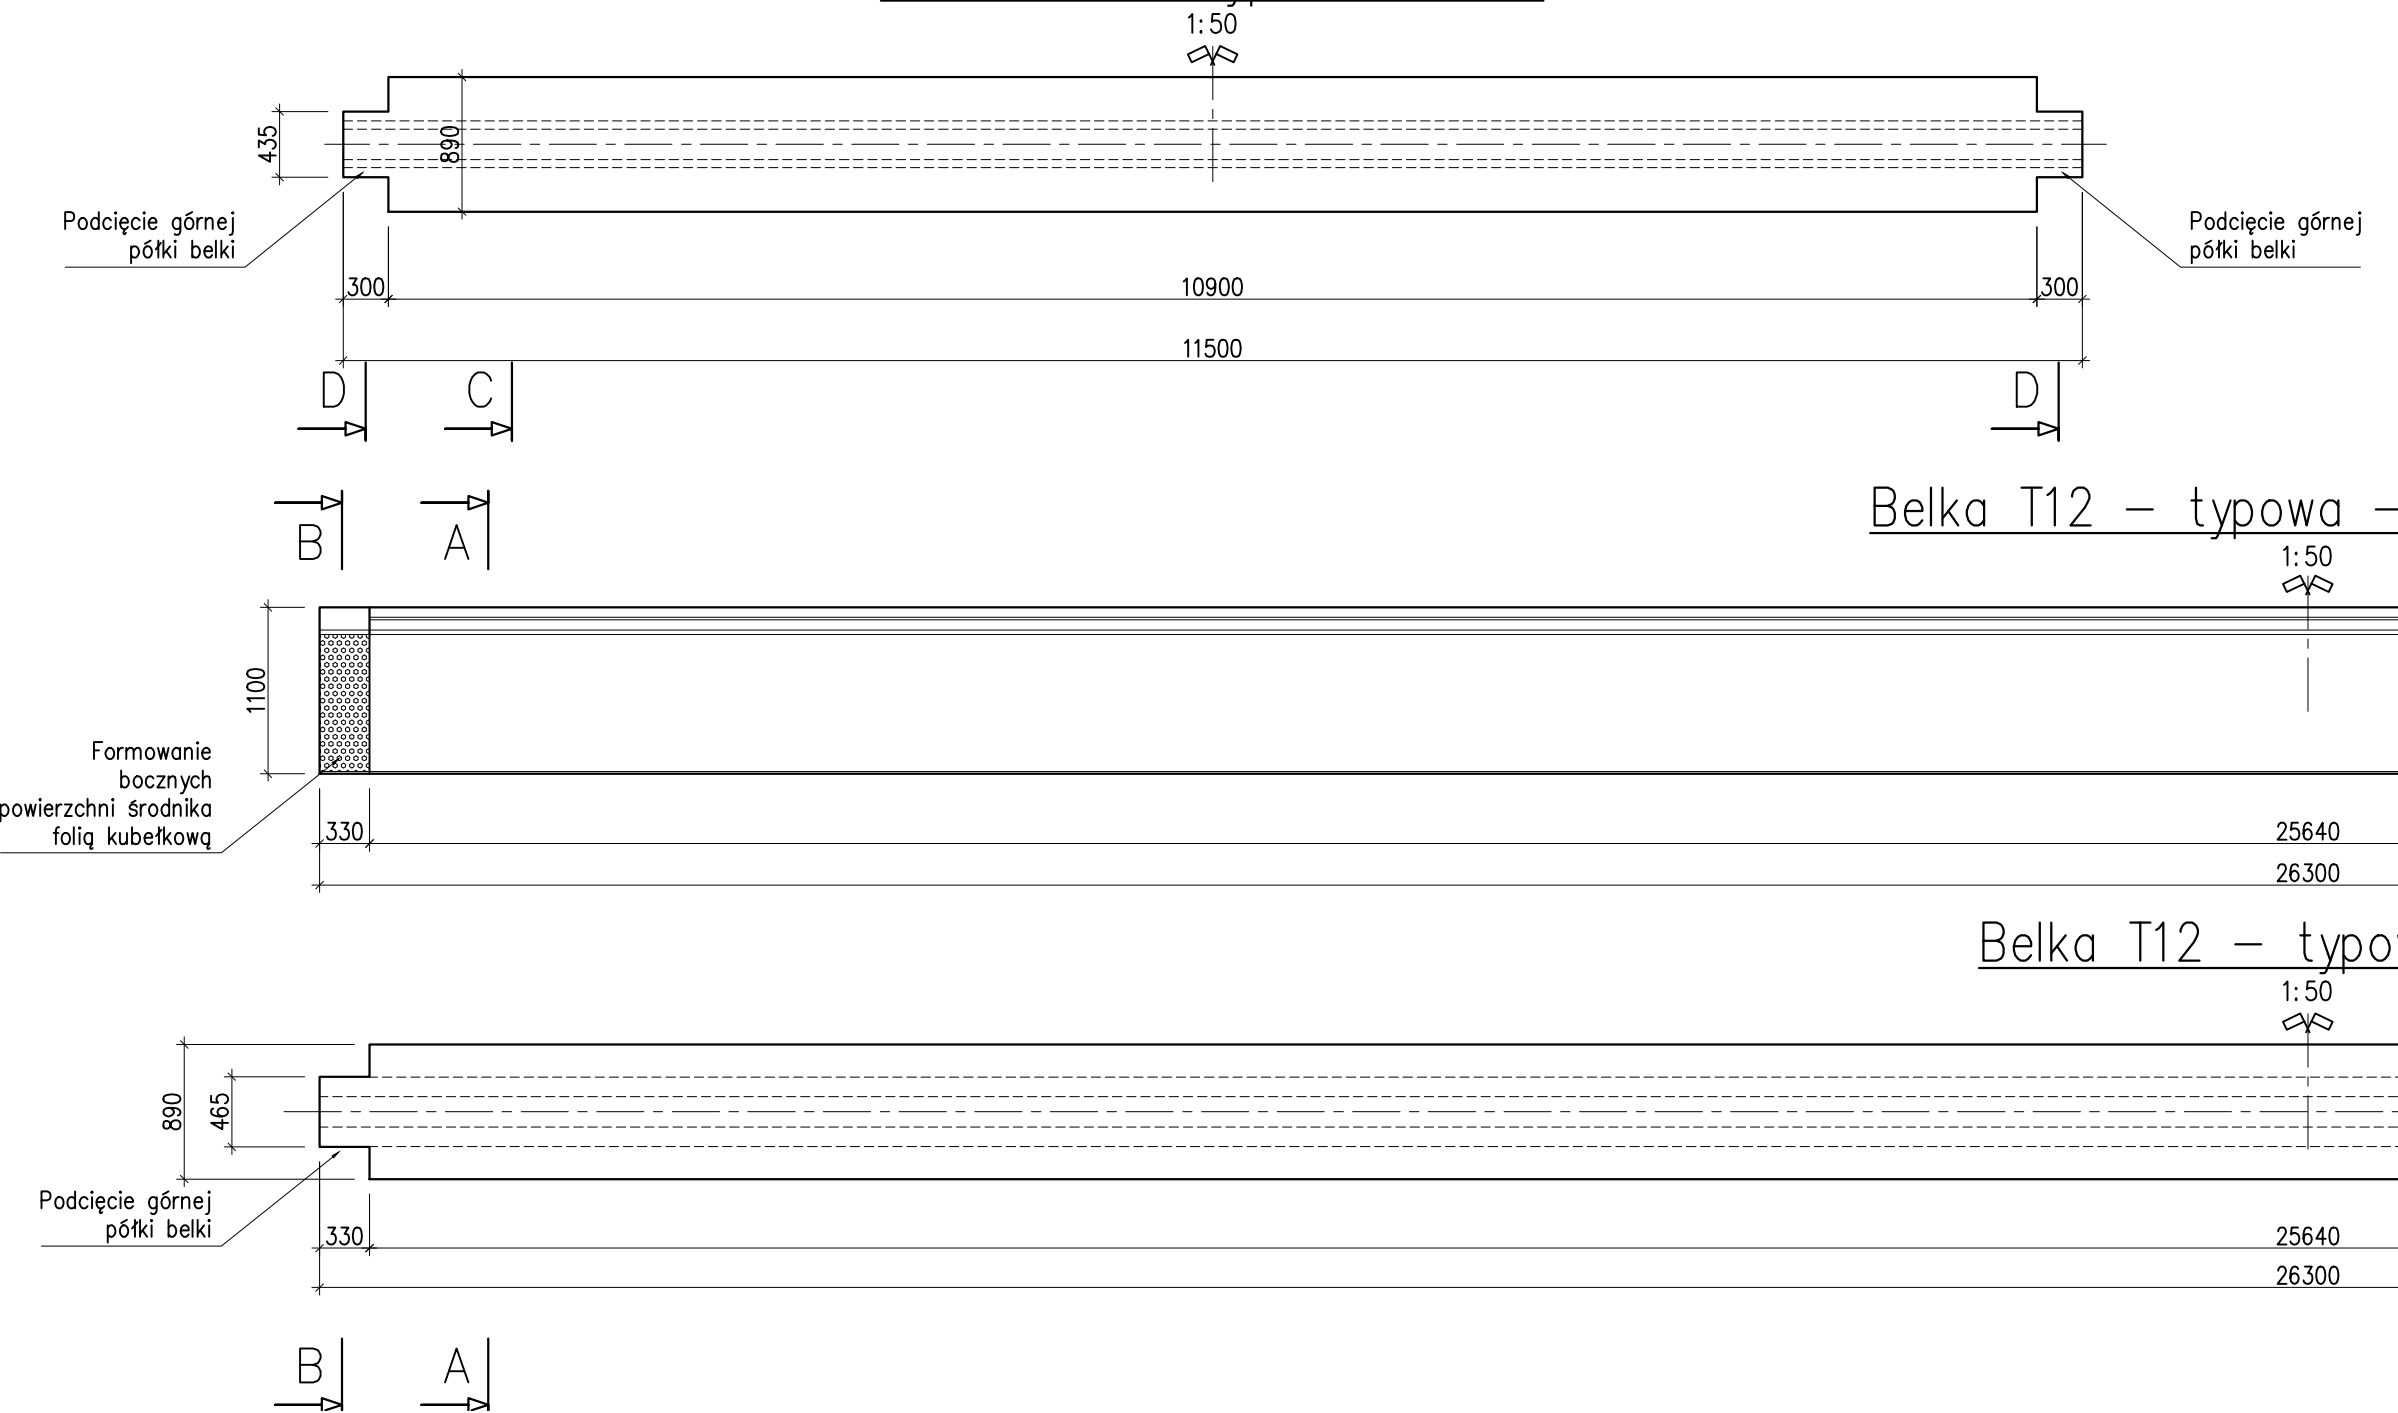 1:50
435
890
Podcięcie górnej
półki belki
Podcięcie górnej
półki belki
300
10900
300
11500
D
C
D
B
A
Belka T12 – typowa –
1:50
1100
Formowanie
bocznych
powierzchni środnika
folią kubełkową
330
25640
26300
Belka T12 – typo
1:50
890
465
Podcięcie górnej
półki belki
330
25640
26300
B
A